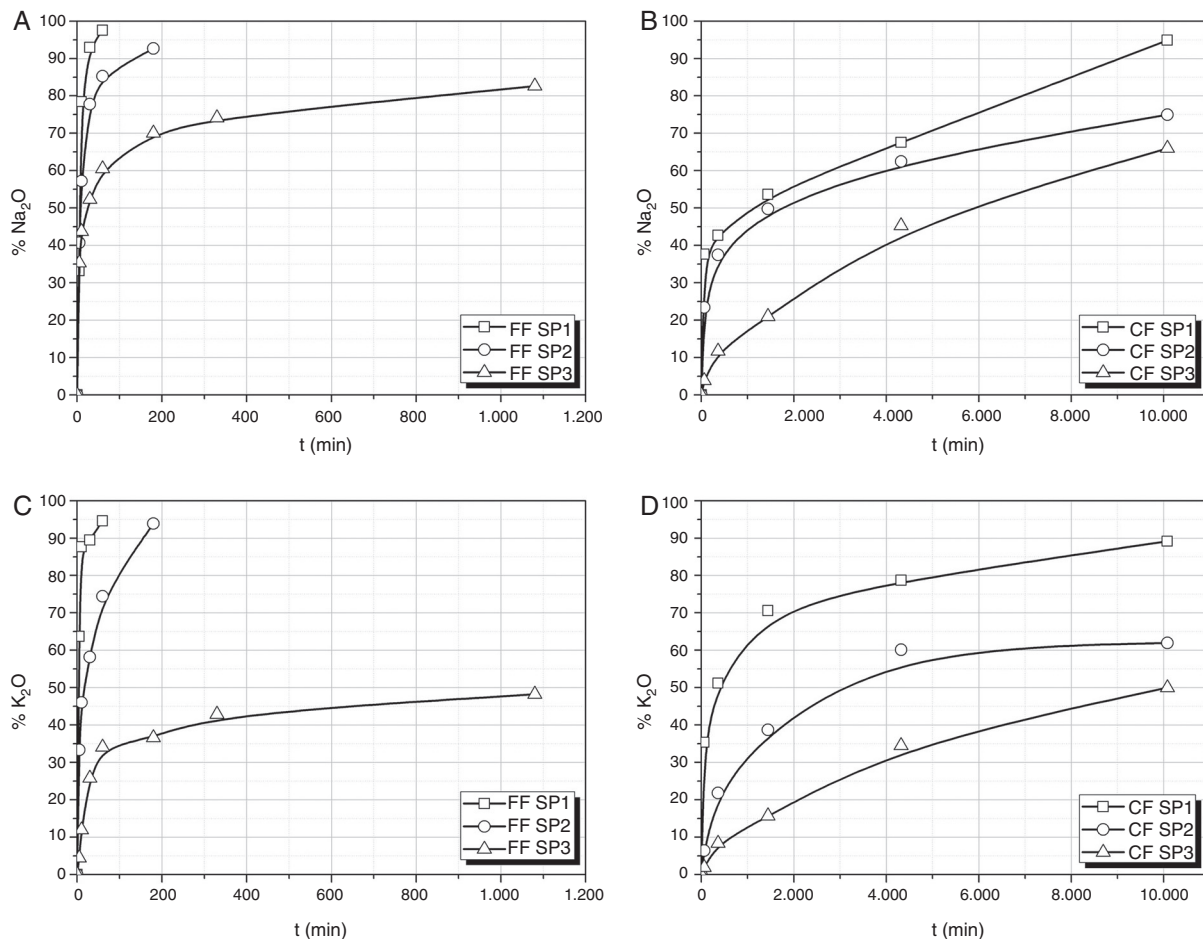 A
100
90
80
70
60
50
40
30
20
10
0
% Na₂O
0 200 400 600 800 1.000 1.200
t (min)
FF SP1
FF SP2
FF SP3
B
100
90
80
70
60
50
40
30
20
10
0
% Na₂O
0 2.000 4.000 6.000 8.000 10.000
t (min)
CF SP1
CF SP2
CF SP3
C
100
90
80
70
60
50
40
30
20
10
0
% K₂O
0 200 400 600 800 1.000 1.200
t (min)
FF SP1
FF SP2
FF SP3
D
100
90
80
70
60
50
40
30
20
10
0
% K₂O
0 2.000 4.000 6.000 8.000 10.000
t (min)
CF SP1
CF SP2
CF SP3